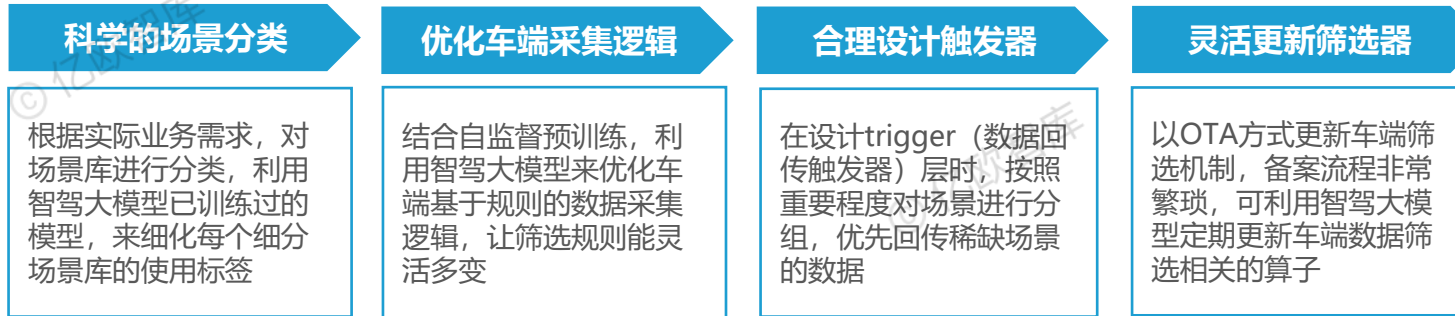 科学的场景分类
根据实际业务需求，对
场景库进行分类，利用
智驾大模型已训练过的
模型，来细化每个细分
场景库的使用标签
优化车端采集逻辑
结合自监督预训练，利
用智驾大模型来优化车
端基于规则的数据采集
逻辑，让筛选规则能灵
活多变
合理设计触发器
在设计trigger（数据回
传触发器）层时，按照
重要程度对场景进行分
组，优先回传稀缺场景
的数据
灵活更新筛选器
以OTA方式更新车端筛
选机制，备案流程非常
繁琐，可利用智驾大模
型定期更新车端数据筛
选相关的算子
© 亿欧智库
© 亿欧智库